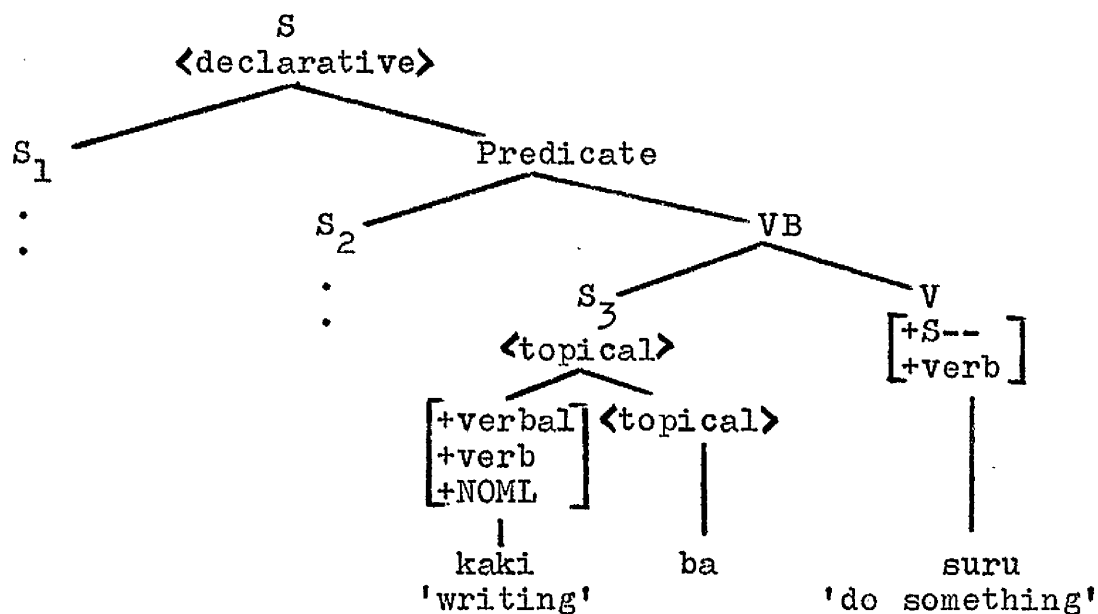 S
<declarative>
S1 Predicate
S2 VB
S3 V
<topical> [+S--
+verb]
[+verbal
+verb
+NOML] <topical>
kaki ba suru
'writing' 'do something'